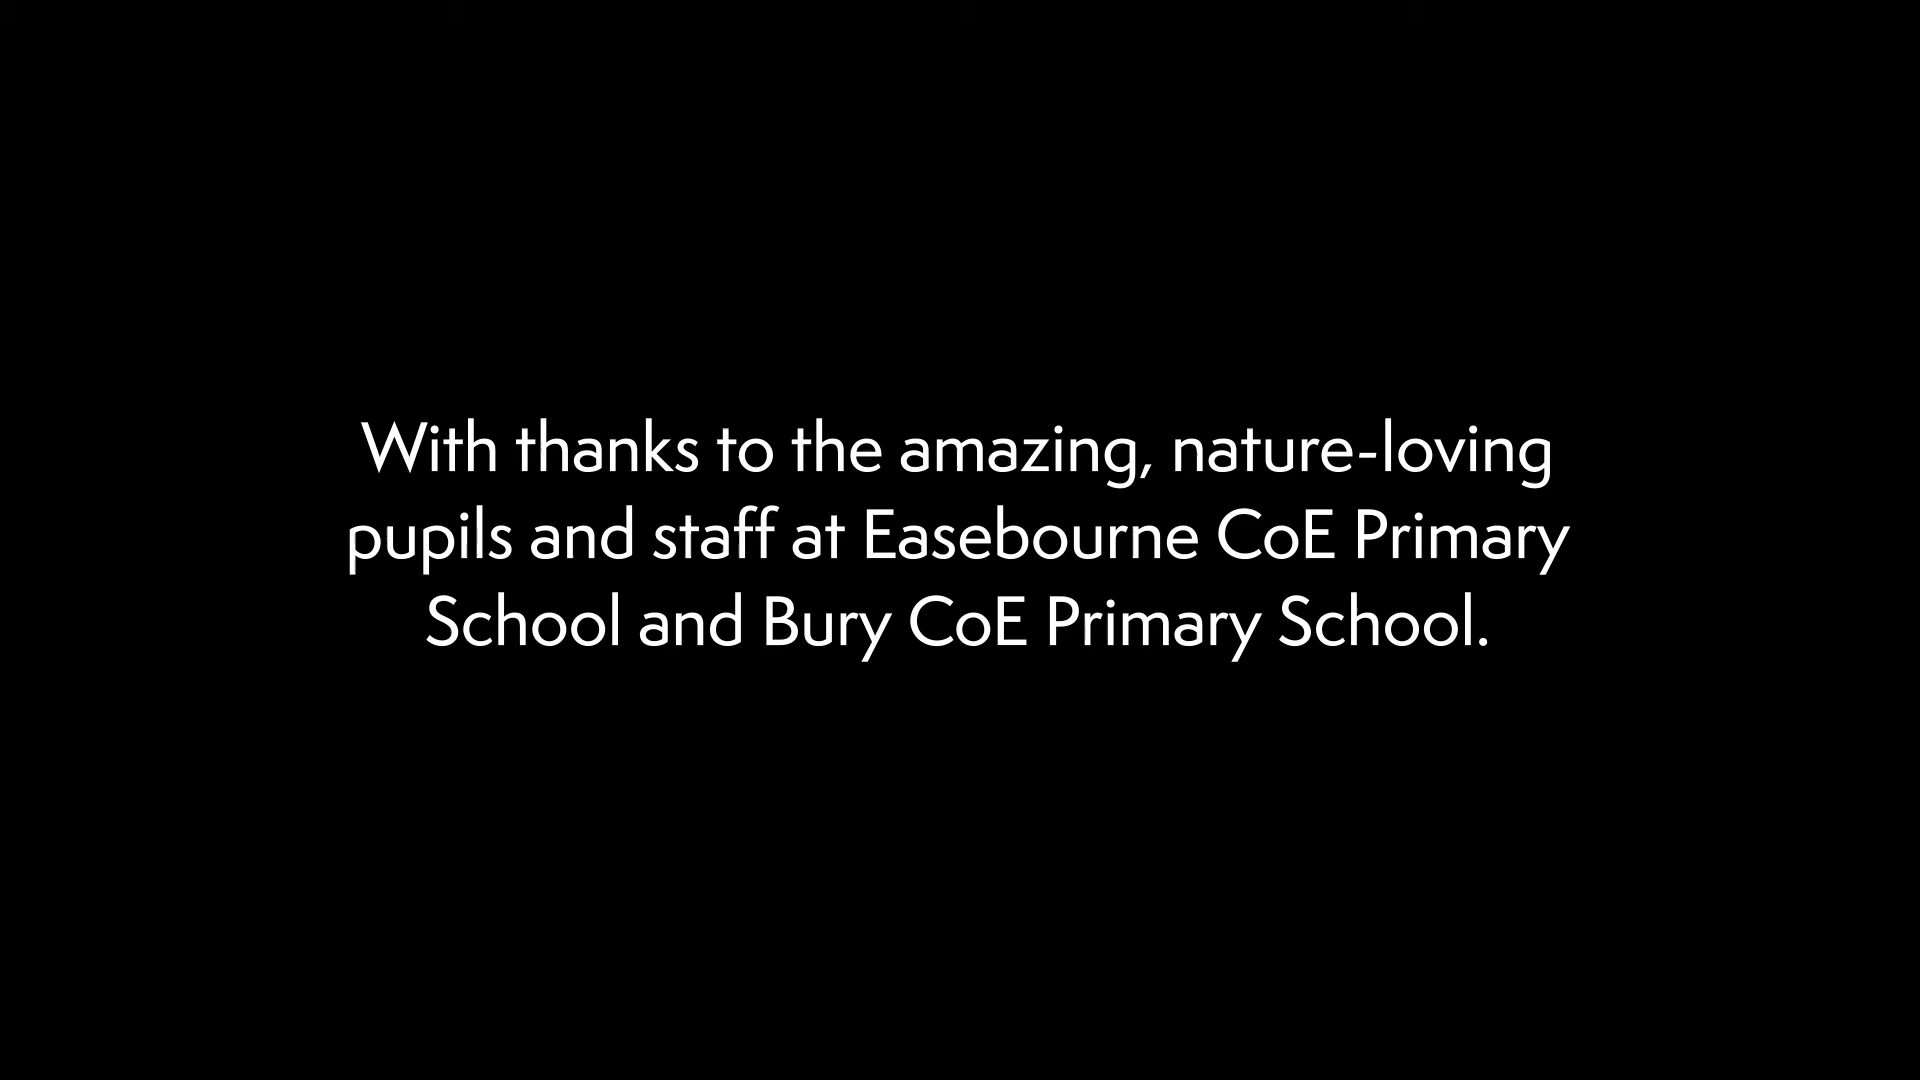 With thanks to the amazing, nature-loving
pupils and staff at Easebourne CoE Primary
School and Bury CoE Primary School.